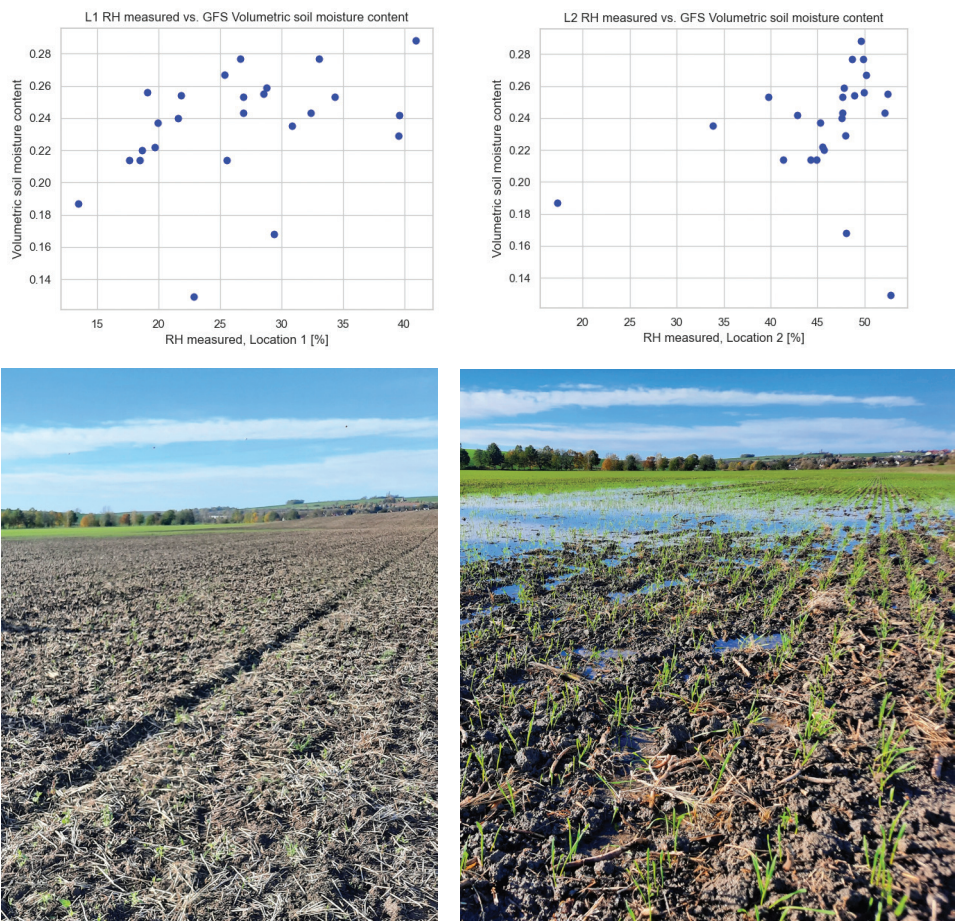 L1 RH measured vs. GFS Volumetric soil moisture content
Volumetric soil moisture content
0.28
0.26
0.24
0.22
0.20
0.18
0.16
0.14
15 20 25 30 35 40
RH measured, Location 1 [%]
L2 RH measured vs. GFS Volumetric soil moisture content
Volumetric soil moisture content
0.28
0.26
0.24
0.22
0.20
0.18
0.16
0.14
20 25 30 35 40 45 50
RH measured, Location 2 [%]